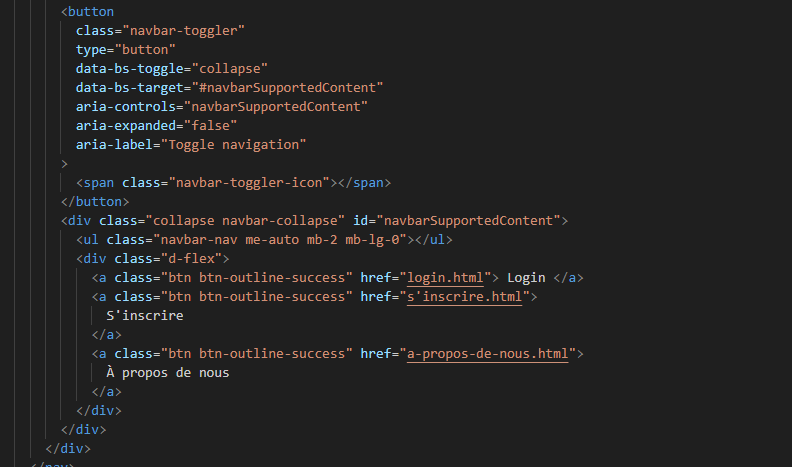 <button
class="navbar-toggler"
type="button"
data-bs-toggle="collapse"
data-bs-target="#navbarSupportedContent"
aria-controls="navbarSupportedContent"
aria-expanded="false"
aria-label="Toggle navigation"
>
<span class="navbar-toggler-icon"></span>
</button>
<div class="collapse navbar-collapse" id="navbarSupportedContent">
<ul class="navbar-nav me-auto mb-2 mb-lg-0"></ul>
<div class="d-flex">
<a class="btn btn-outline-success" href="login.html"> Login </a>
<a class="btn btn-outline-success" href="s'inscrire.html">
S'inscrire
</a>
<a class="btn btn-outline-success" href="a-propos-de-nous.html">
À propos de nous
</a>
</div>
</div>
</div>
</nav>